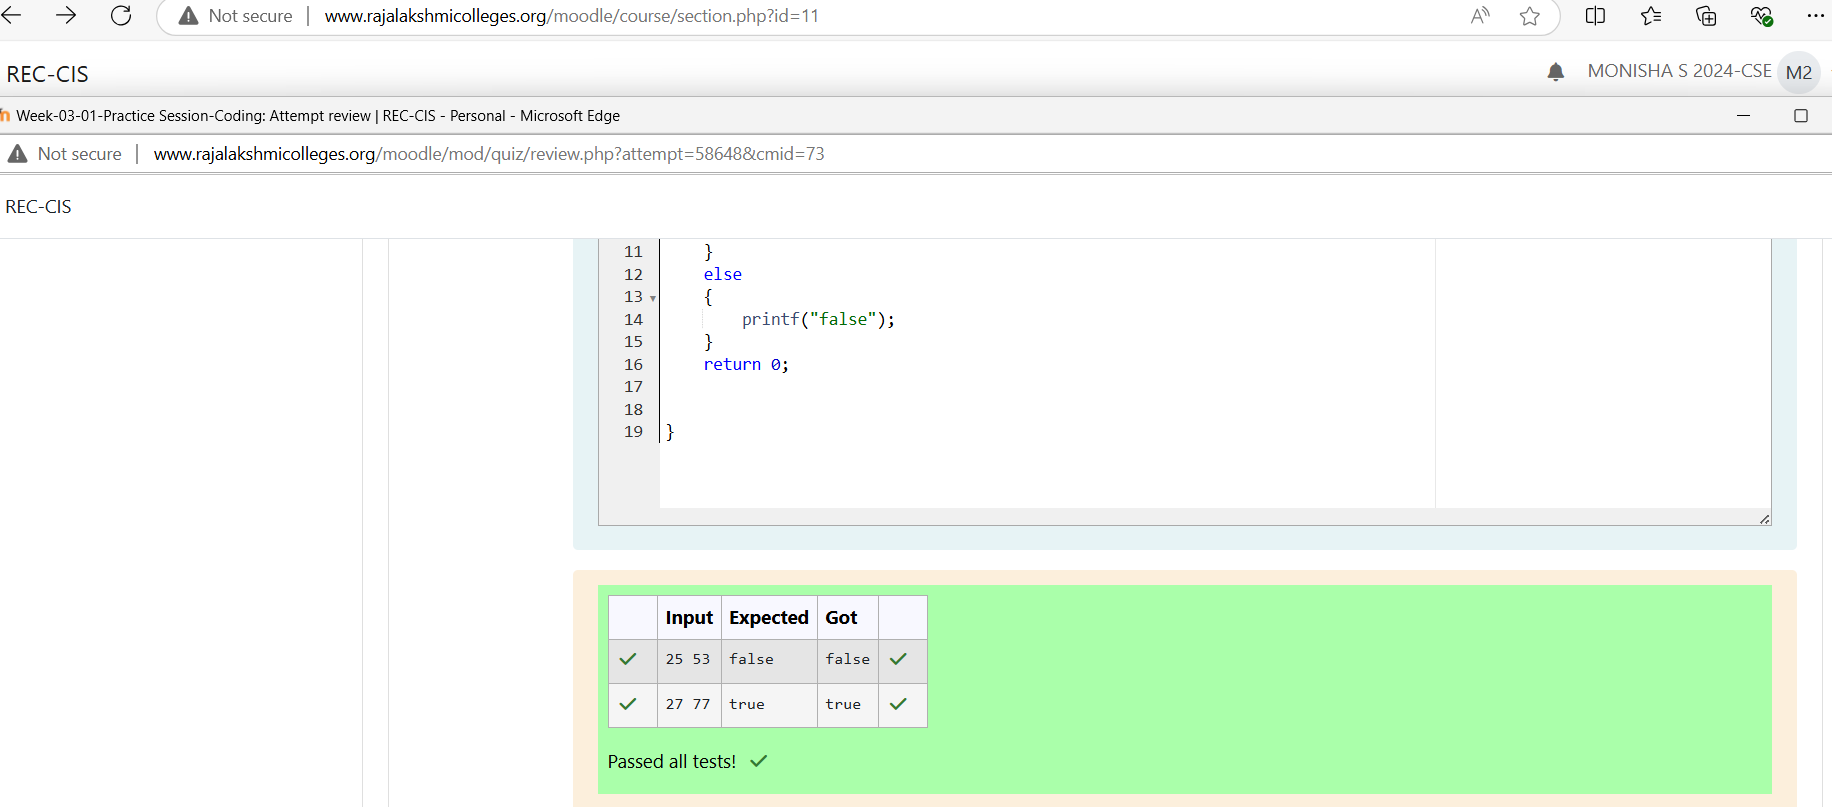 Not secure www.rajalakshmicolleges.org/moodle/course/section.php?id=11
REC-CIS
MONISHA S 2024-CSE M2
Week-03-01-Practice Session-Coding: Attempt review | REC-CIS - Personal - Microsoft Edge
Not secure www.rajalakshmicolleges.org/moodle/mod/quiz/review.php?attempt=58648&cmid=73
REC-CIS
11 }
12 else
13 {
14 printf("false");
15 }
16 return 0;
17
18
19 }
Input Expected Got
25 53 false false
27 77 true true
Passed all tests!